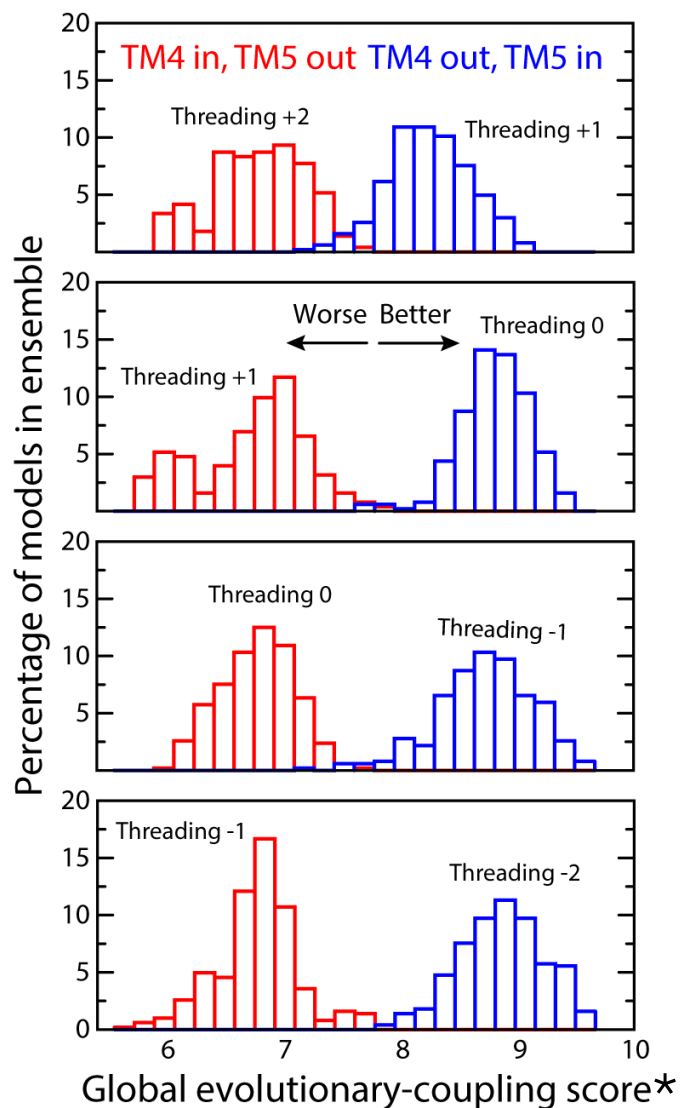 20
TM4 in, TM5 out TM4 out, TM5 in
15
Threading +2
Threading +1
10
5
20
Worse Better
Threading 0
15
Threading +1
10
5
20
Threading 0
15
Threading -1
10
5
0
20
Threading -1
15
Threading -2
10
5
0
6 7 8 9 10
Percentage of models in ensemble
Global evolutionary-coupling score*